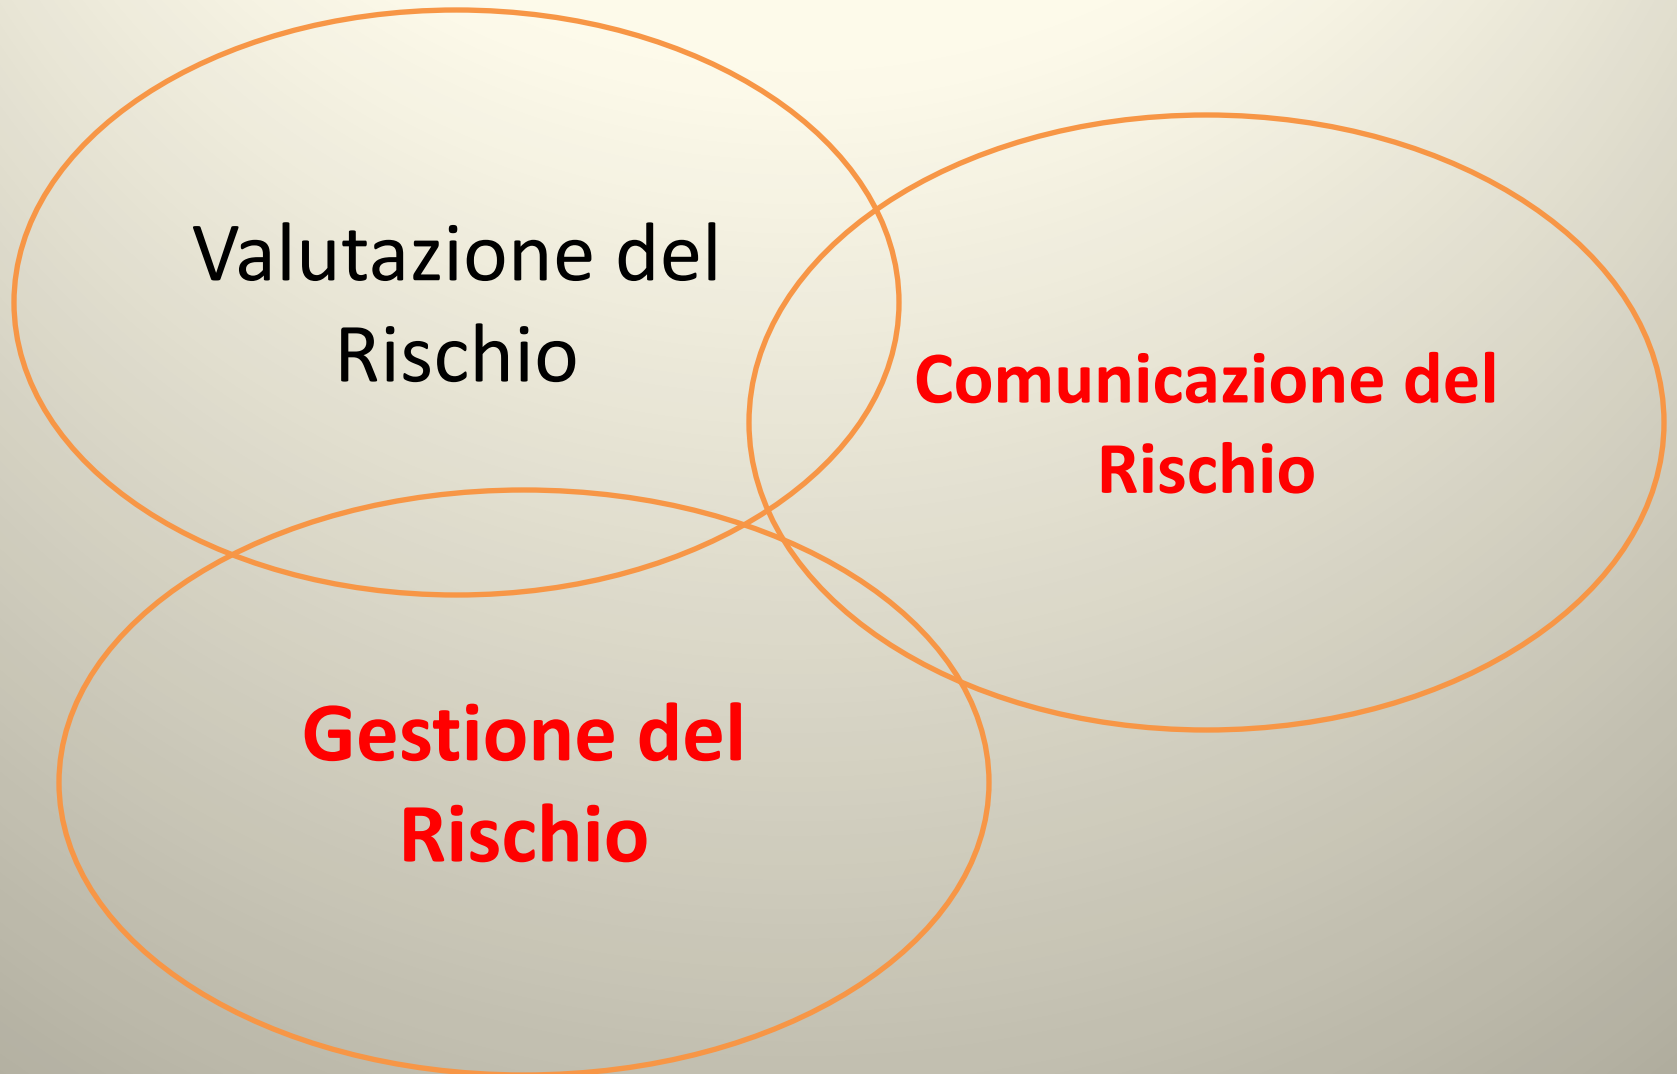 Valutazione del
Rischio
Comunicazione del
Rischio
Gestione del
Rischio